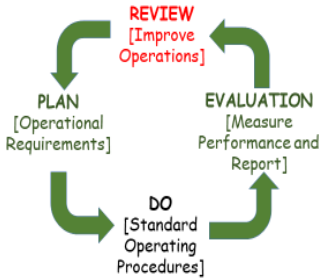 REVIEW
[Improve
Operations]
PLAN
[Operational
Requirements]
EVALUATION
[Measure
Performance and
Report]
DO
[Standard
Operating
Procedures]